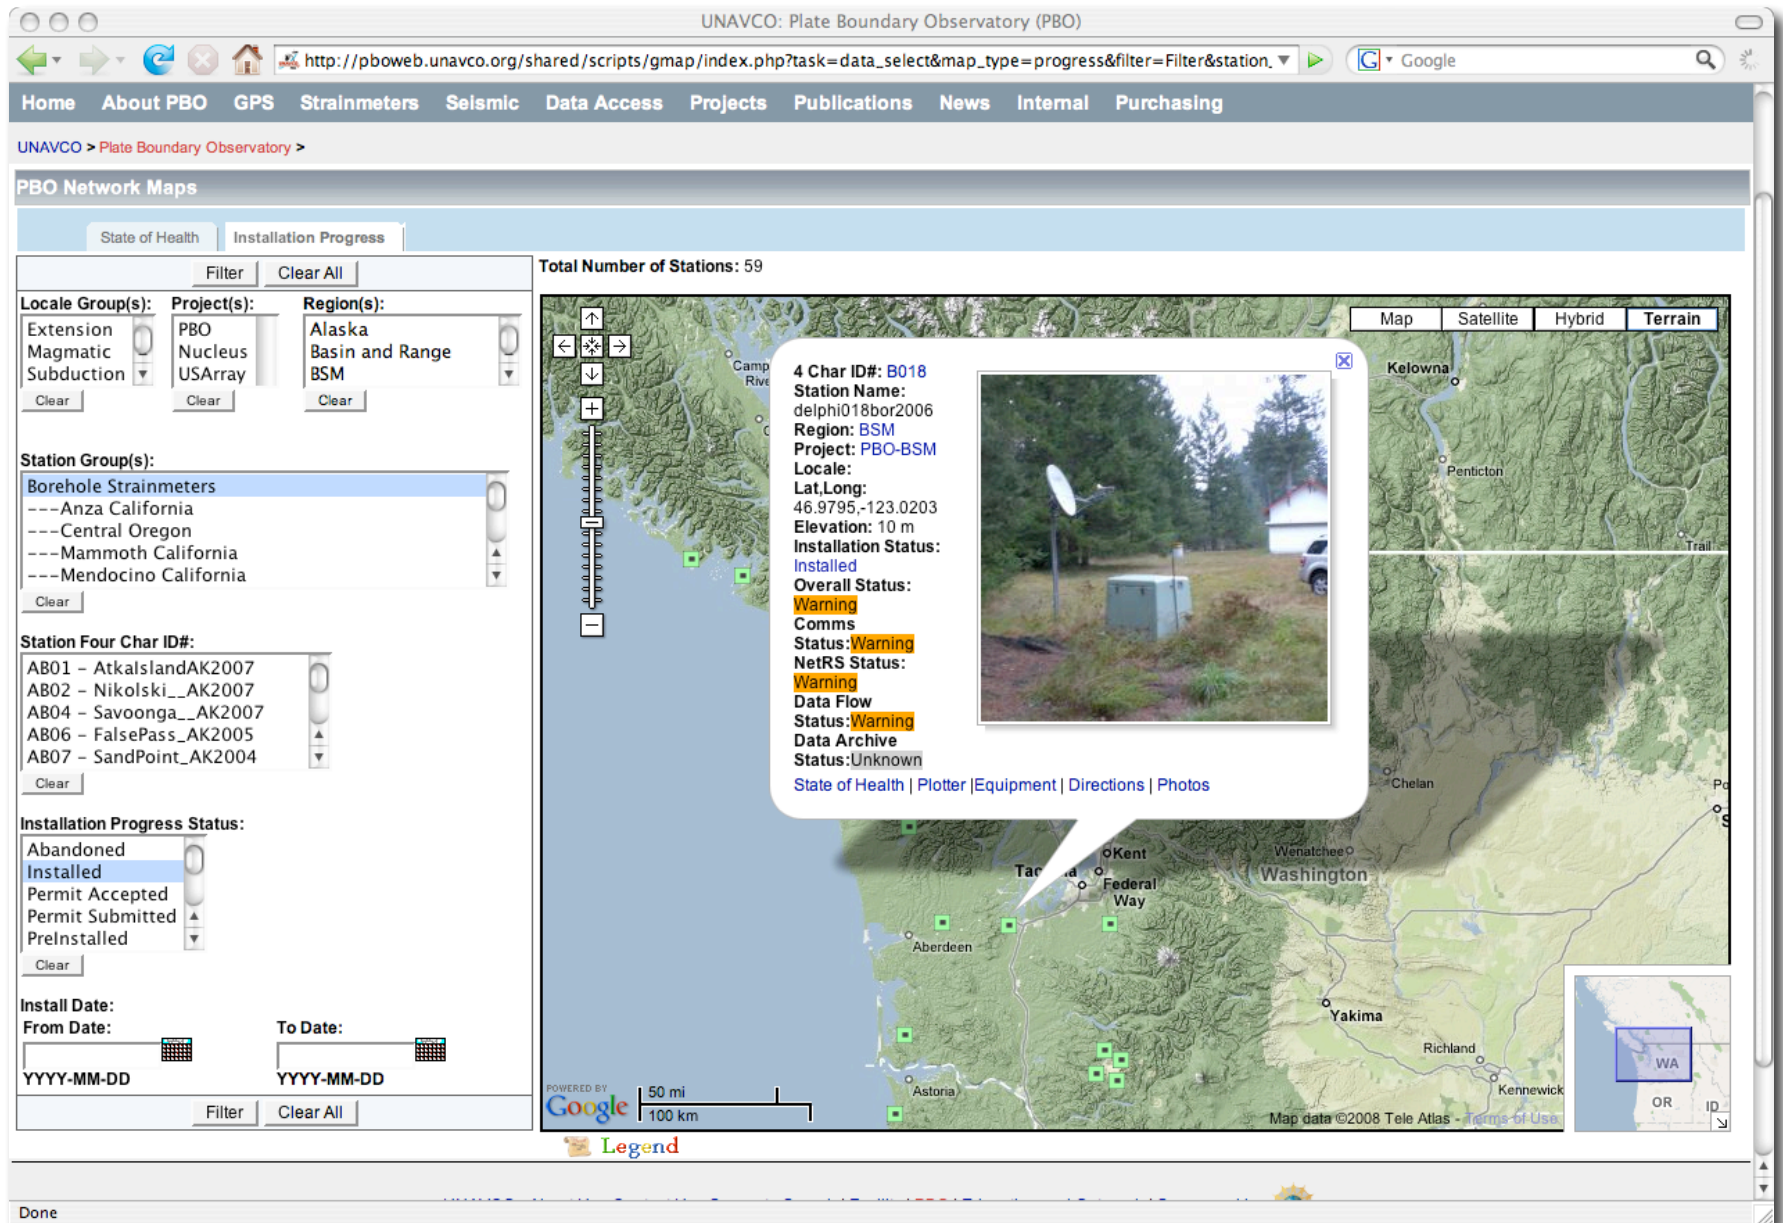 UNAVCO: Plate Boundary Observatory (PBO)
http://pboweb.unavco.org/shared/scripts/gmap/index.php?task=data_select&map_type=progress&filter=Filter&station_
Google
Home About PBO GPS Strainmeters Seismic Data Access Projects Publications News Internal Purchasing
UNAVCO > Plate Boundary Observatory >
PBO Network Maps
State of Health Installation Progress
Filter Clear All
Total Number of Stations: 59
Locale Group(s): Project(s): Region(s):
Extension PBO Alaska
Magmatic Nucleus Basin and Range
Subduction USArray BSM
Clear Clear Clear
Station Group(s):
Borehole Strainmeters
---Anza California
---Central Oregon
---Mammoth California
---Mendocino California
Clear
Station Four Char ID#:
AB01 – AtkaIslandAK2007
AB02 – Nikolski__AK2007
AB04 – Savoonga__AK2007
AB06 – FalsePass_AK2005
AB07 – SandPoint_AK2004
Clear
Installation Progress Status:
Abandoned
Installed
Permit Accepted
Permit Submitted
PreInstalled
Clear
Install Date:
From Date: To Date:
YYYY-MM-DD YYYY-MM-DD
Filter Clear All
Map Satellite Hybrid Terrain
4 Char ID#: B018
Station Name:
delphi018bor2006
Region: BSM
Project: PBO-BSM
Locale:
Lat,Long:
46.9795,-123.0203
Elevation: 10 m
Installation Status:
Installed
Overall Status:
Warning
Comms
Status:Warning
NetRS Status:
Warning
Data Flow
Status:Warning
Data Archive
Status:Unknown
State of Health | Plotter |Equipment | Directions | Photos
Camp
Rive
Kelowna
Penticton
Trail
Chelan
Kent
Wenatchee
Washington
Federal
Way
Aberdeen
Yakima
Richland
Kennewick
Astoria
WA
OR
ID
50 mi
100 km
POWERED BY
Google
Map data ©2008 Tele Atlas - Terms of Use
Legend
Done